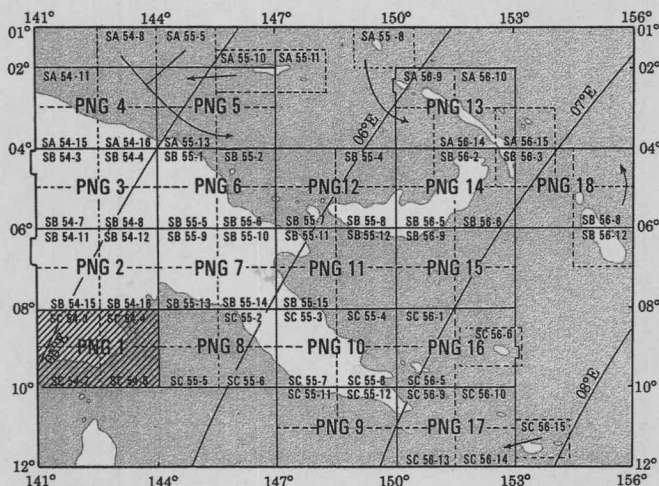 141° 144° 147° 150° 153° 156°
01° SA 54-8 SA 55-5 SA 55 -8 01°
SA 55-10 SA 55-11
02° SA 54-11 SA 56-9 SA 56-10 02°
PNG 4 PNG 5 PNG 13
06°E 07°E
SA 54-15 SA 54-16 SA 55-13 SA 56-14 SA 56-15
04° 04°
SB 54-3 SB 54-4 SB 55-1 SB 55-2 SB 55-4 SB 56-2 SB 56-3
PNG 3 PNG 6 PNG12 PNG 14 PNG 18
SB 54-7 SB 54-8 SB 55-5 SB 55-6 SB 55-7 SB 55-8 SB 56-5 SB 56-6 SB 56-8
06° 06°
SB 54-11 SB 54-12 SB 55-9 SB 55-10 SB 55-11 SB 55-12 SB 56-9 SB 56-12
PNG 2 PNG 7 PNG 11 PNG 15
SB 54-15 SB 54-16 SB 55-13 SB 55-14 SB 55-15
08° 08°
SC 54-3 SC 54-4 SC 55-2 SC 55-3 SC 55-4 SC 56-1
SC 56-6
PNG 1 PNG 8 PNG 10 PNG 16
SC 54-7 SC 54-8 SC 55-5 SC 55-6 SC 55-7 SC 55-8 SC 56-5 08°E
10° 10°
SC 55-11 SC 55-12 SC 56-9 SC 56-10
PNG 9 PNG 17 SC 56-15
SC 56-13 SC 56-14
12° 12°
141° 144° 147° 150° 153° 156°